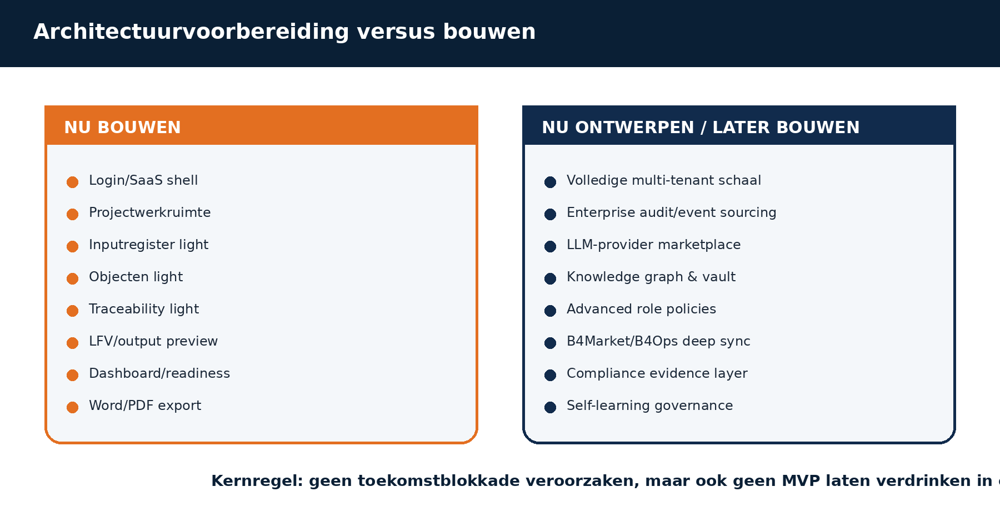 Architectuurvoorbereiding versus bouwen
NU BOUWEN
Login/SaaS shell
Projectwerkruimte
Inputregister light
Objecten light
Traceability light
LFV/output preview
Dashboard/readiness
Word/PDF export
NU ONTWERPEN / LATER BOUWEN
Volledige multi-tenant schaal
Enterprise audit/event sourcing
LLM-provider marketplace
Knowledge graph & vault
Advanced role policies
B4Market/B4Ops deep sync
Compliance evidence layer
Self-learning governance
Kernregel: geen toekomstblokkade veroorzaken, maar ook geen MVP laten verdrinken in